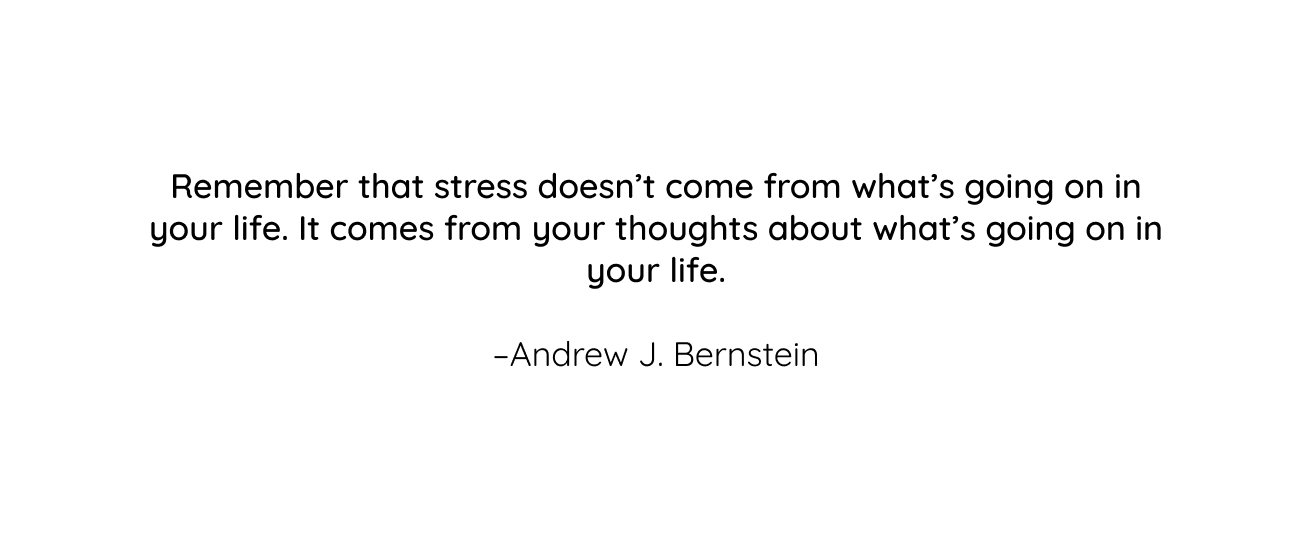 Remember that stress doesn’t come from what’s going on in
your life. It comes from your thoughts about what’s going on in
your life.
–Andrew J. Bernstein